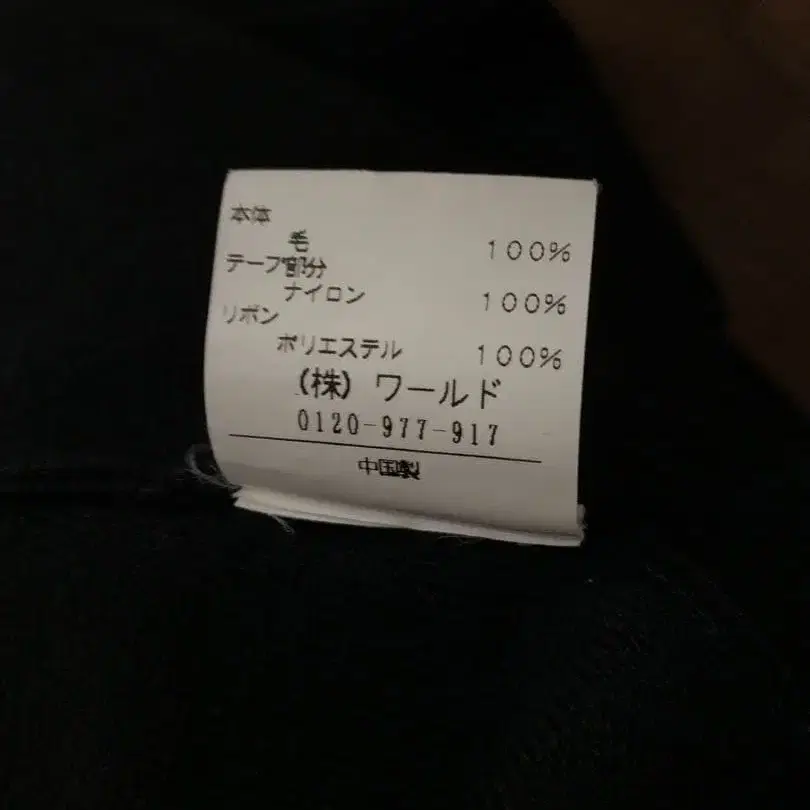 本体
毛 100%
テープ部分
ナイロン 100%
リボン
ポリエステル 100%
(株) ワールド
0120-977-917
中国製